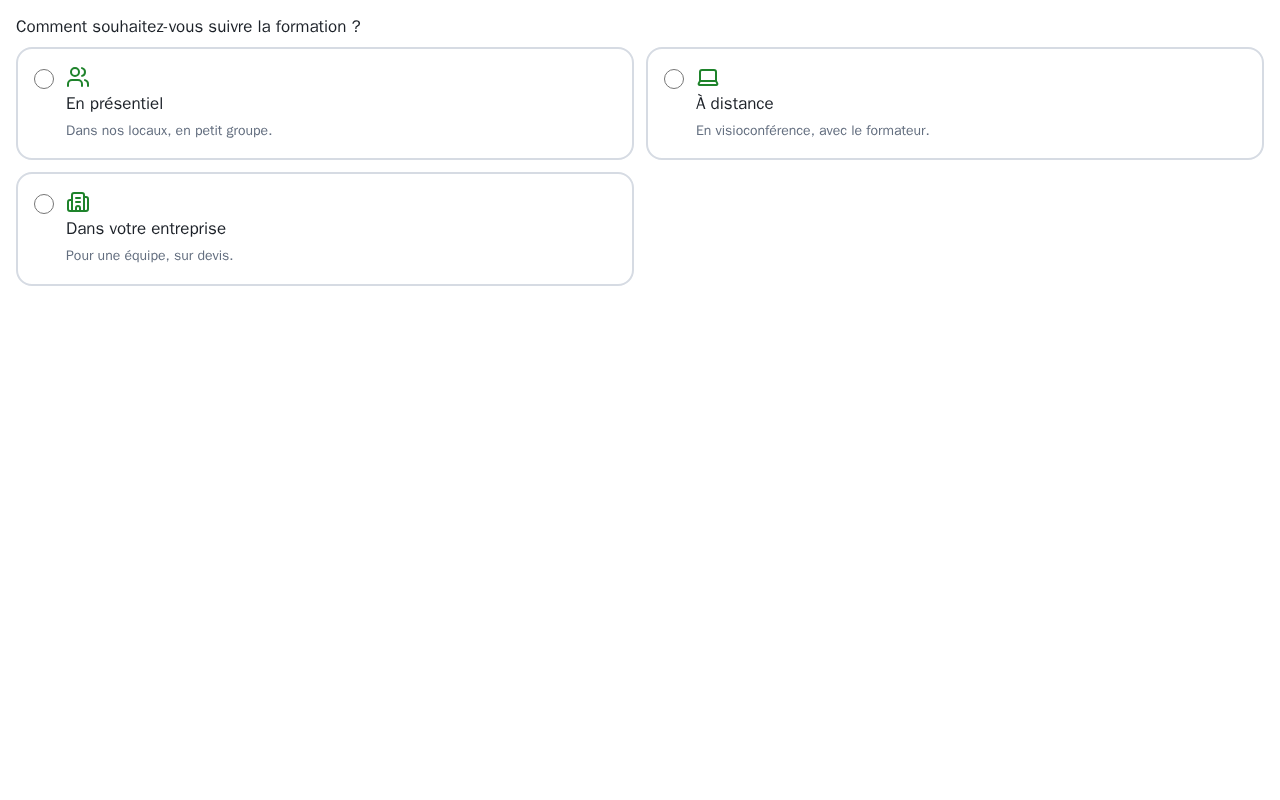 Comment souhaitez-vous suivre la formation ?
En présentiel
Dans nos locaux, en petit groupe.
À distance
En visioconférence, avec le formateur.
Dans votre entreprise
Pour une équipe, sur devis.